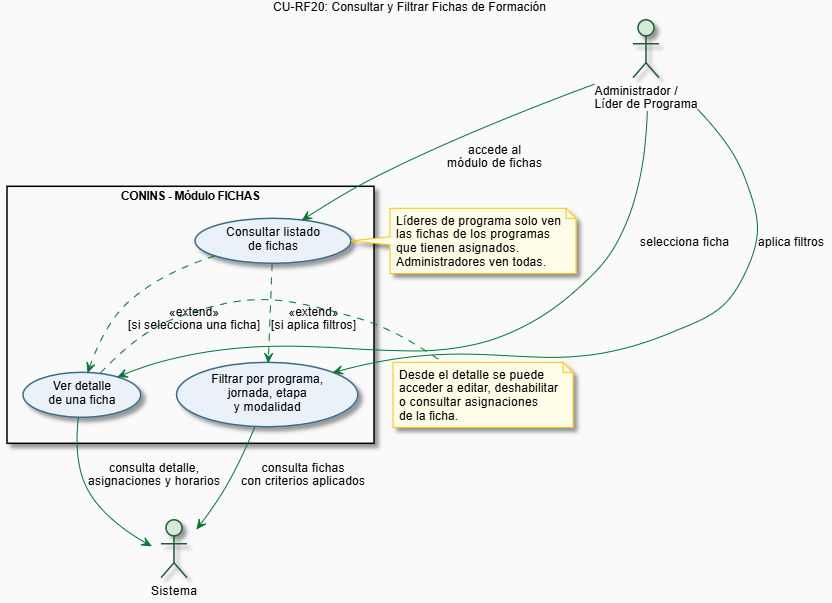 CU-RF20: Consultar y Filtrar Fichas de Formación
Administrador /
Líder de Programa
accede al
módulo de fichas
CONINS - Módulo FICHAS
Consultar listado
de fichas
Líderes de programa solo ven
las fichas de los programas
que tienen asignados.
Administradores ven todas.
selecciona ficha
aplica filtros
«extend»
[si selecciona una ficha]
«extend»
[si aplica filtros]
Ver detalle
de una ficha
Filtrar por programa,
jornada, etapa
y modalidad
Desde el detalle se puede
acceder a editar, deshabilitar
o consultar asignaciones
de la ficha.
consulta detalle,
asignaciones y horarios
consulta fichas
con criterios aplicados
Sistema